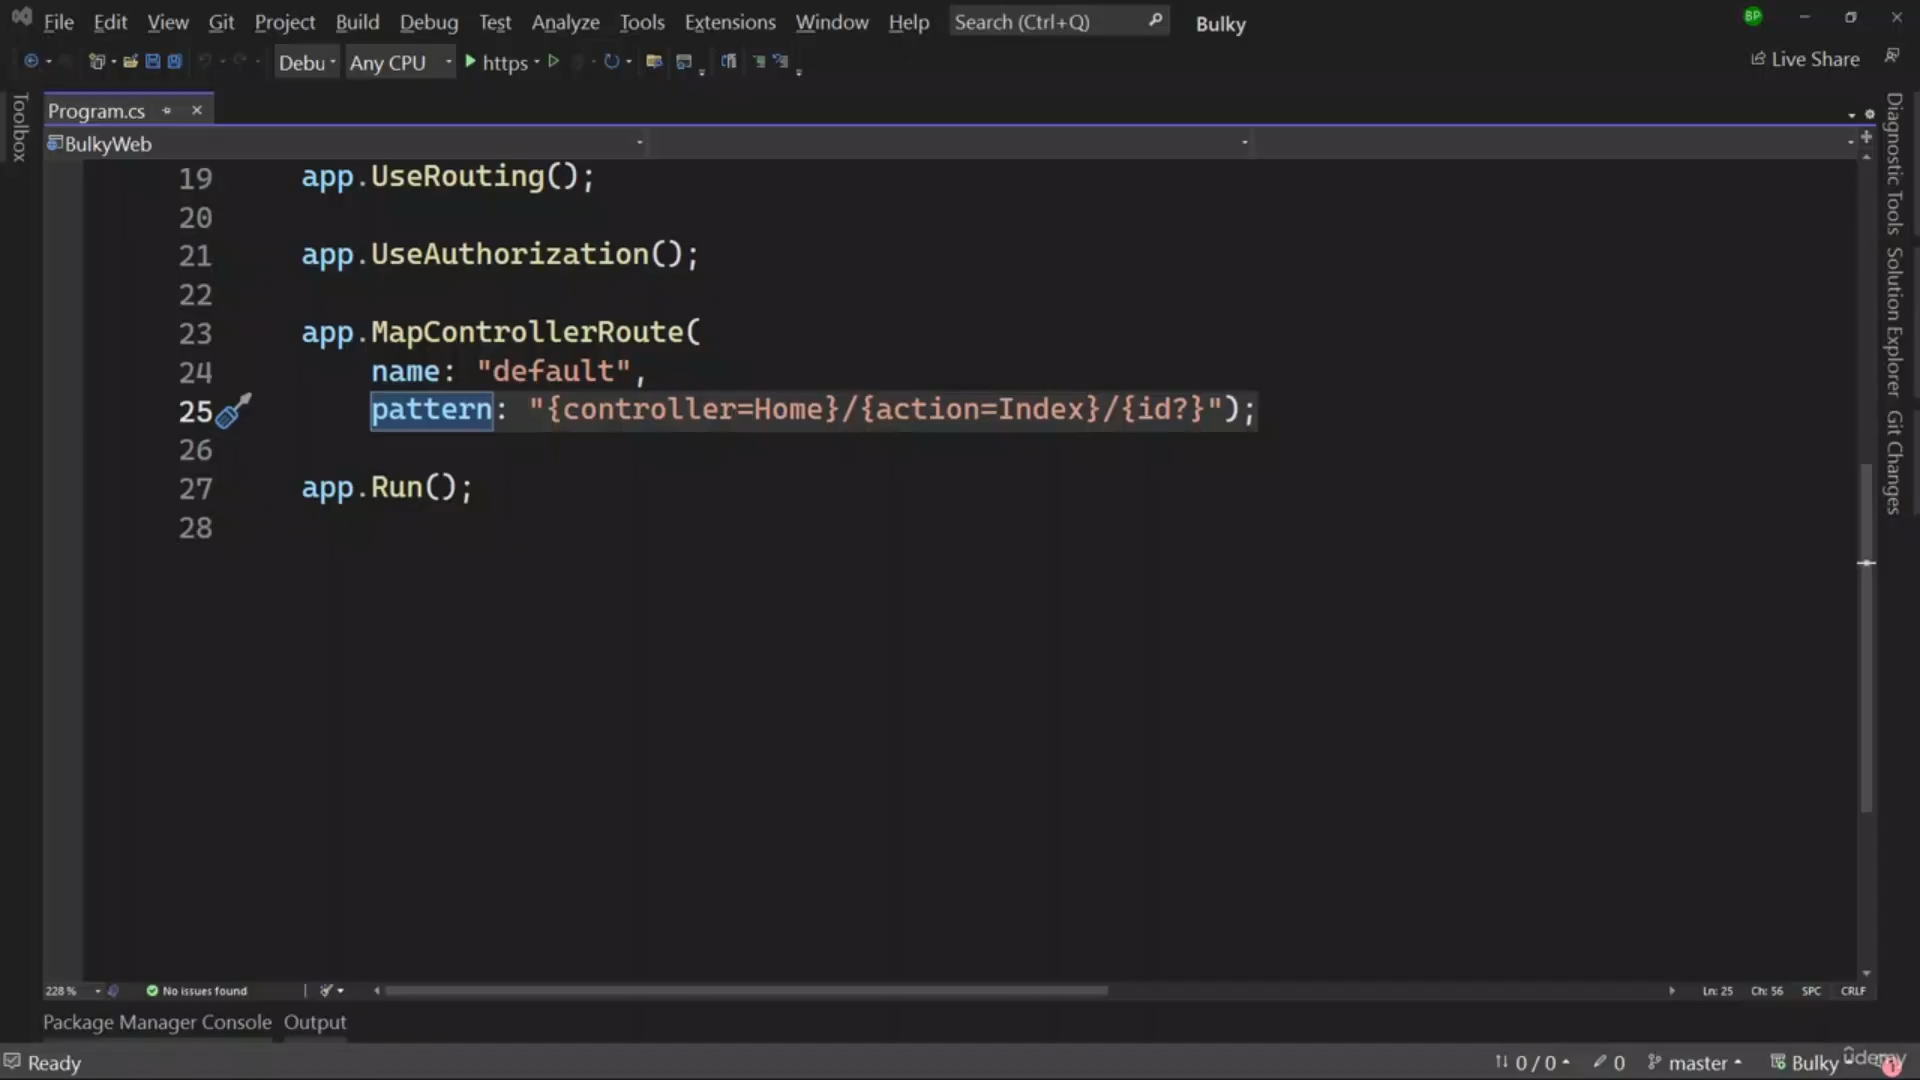 File Edit View Git Project Build Debug Test Analyze Tools Extensions Window Help Search (Ctrl+Q) Bulky BP
Debu Any CPU https Live Share
Toolbox
Program.cs
BulkyWeb
19 app.UseRouting();
20
21 app.UseAuthorization();
22
23 app.MapControllerRoute(
24 name: "default",
25 pattern: "{controller=Home}/{action=Index}/{id?}");
26
27 app.Run();
28
Diagnostic Tools
Solution Explorer
Git Changes
228 % No issues found Ln: 25 Ch: 56 SPC CRLF
Package Manager Console Output
Ready 0 / 0 0 master Bulky 1
ûdemy